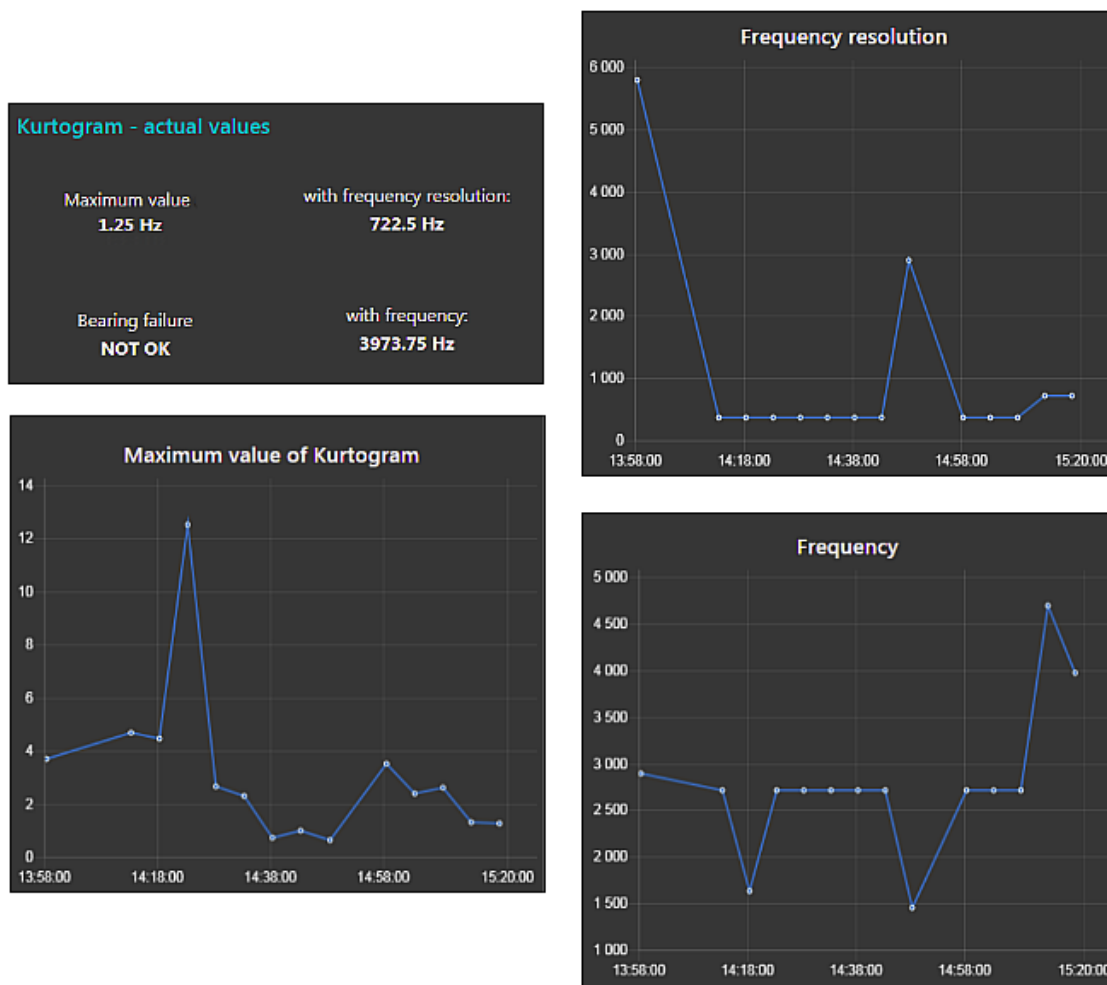 Kurtogram - actual values
Maximum value
1.25 Hz
with frequency resolution:
722.5 Hz
Bearing failure
NOT OK
with frequency:
3973.75 Hz
Frequency resolution
6 000
5 000
4 000
3 000
2 000
1 000
0
13:58:00 14:18:00 14:38:00 14:58:00 15:20:00
Maximum value of Kurtogram
14
12
10
8
6
4
2
0
13:58:00 14:18:00 14:38:00 14:58:00 15:20:00
Frequency
5 000
4 500
4 000
3 500
3 000
2 500
2 000
1 500
1 000
13:58:00 14:18:00 14:38:00 14:58:00 15:20:00